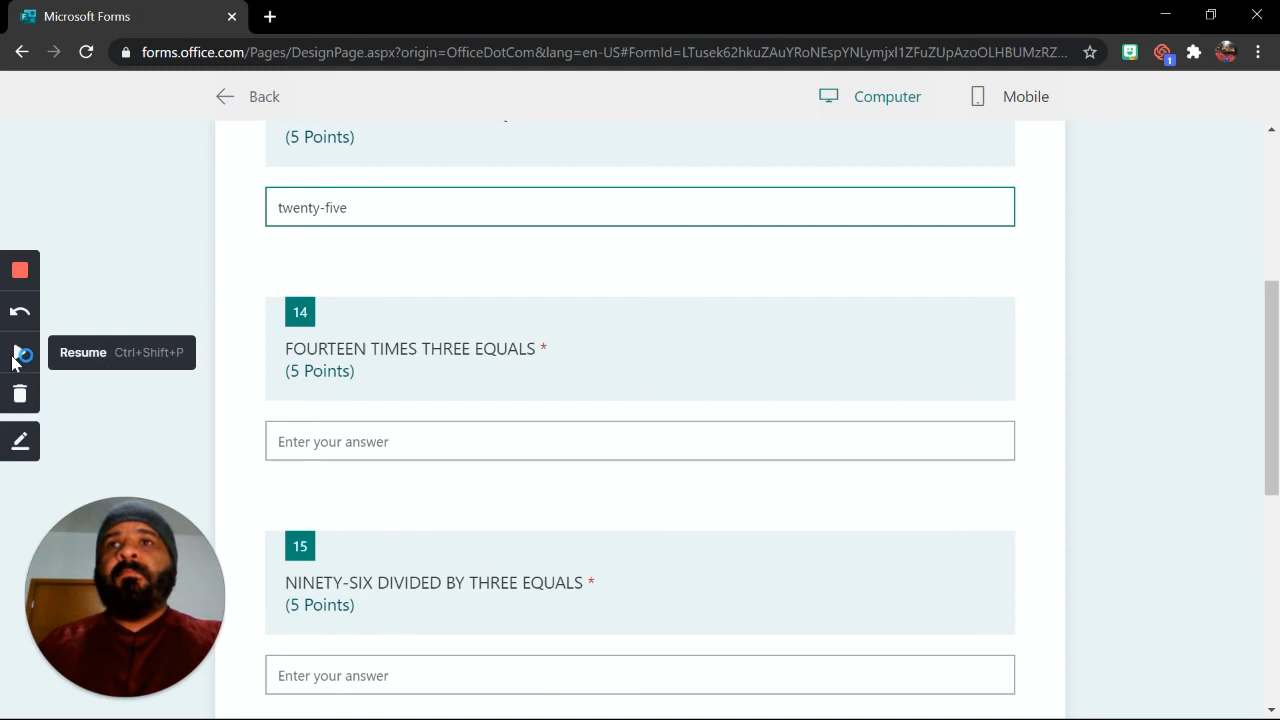 Microsoft Forms
forms.office.com/Pages/DesignPage.aspx?origin=OfficeDotCom&lang=en-US#FormId=LTusek62hkuZAuYRoNEspYNLymjxI1ZFuZUpAzoOLHBUMzRZ...
1
Back
Computer
Mobile
(5 Points)
twenty-five
14
FOURTEEN TIMES THREE EQUALS *
(5 Points)
Resume Ctrl+Shift+P
Enter your answer
15
NINETY-SIX DIVIDED BY THREE EQUALS *
(5 Points)
Enter your answer